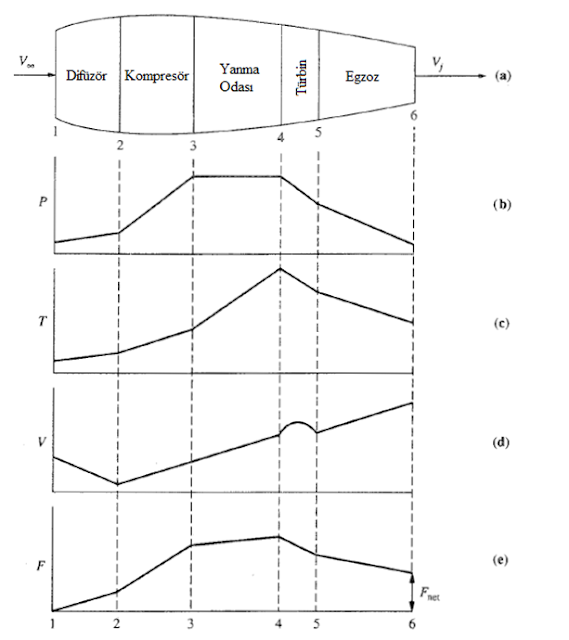 V∞
Difüzör
Kompresör
Yanma
Odası
Türbin
Egzoz
Vj
(a)
1
2
3
4
5
6
P
(b)
T
(c)
V
(d)
F
(e)
Fnet
1
2
3
4
5
6